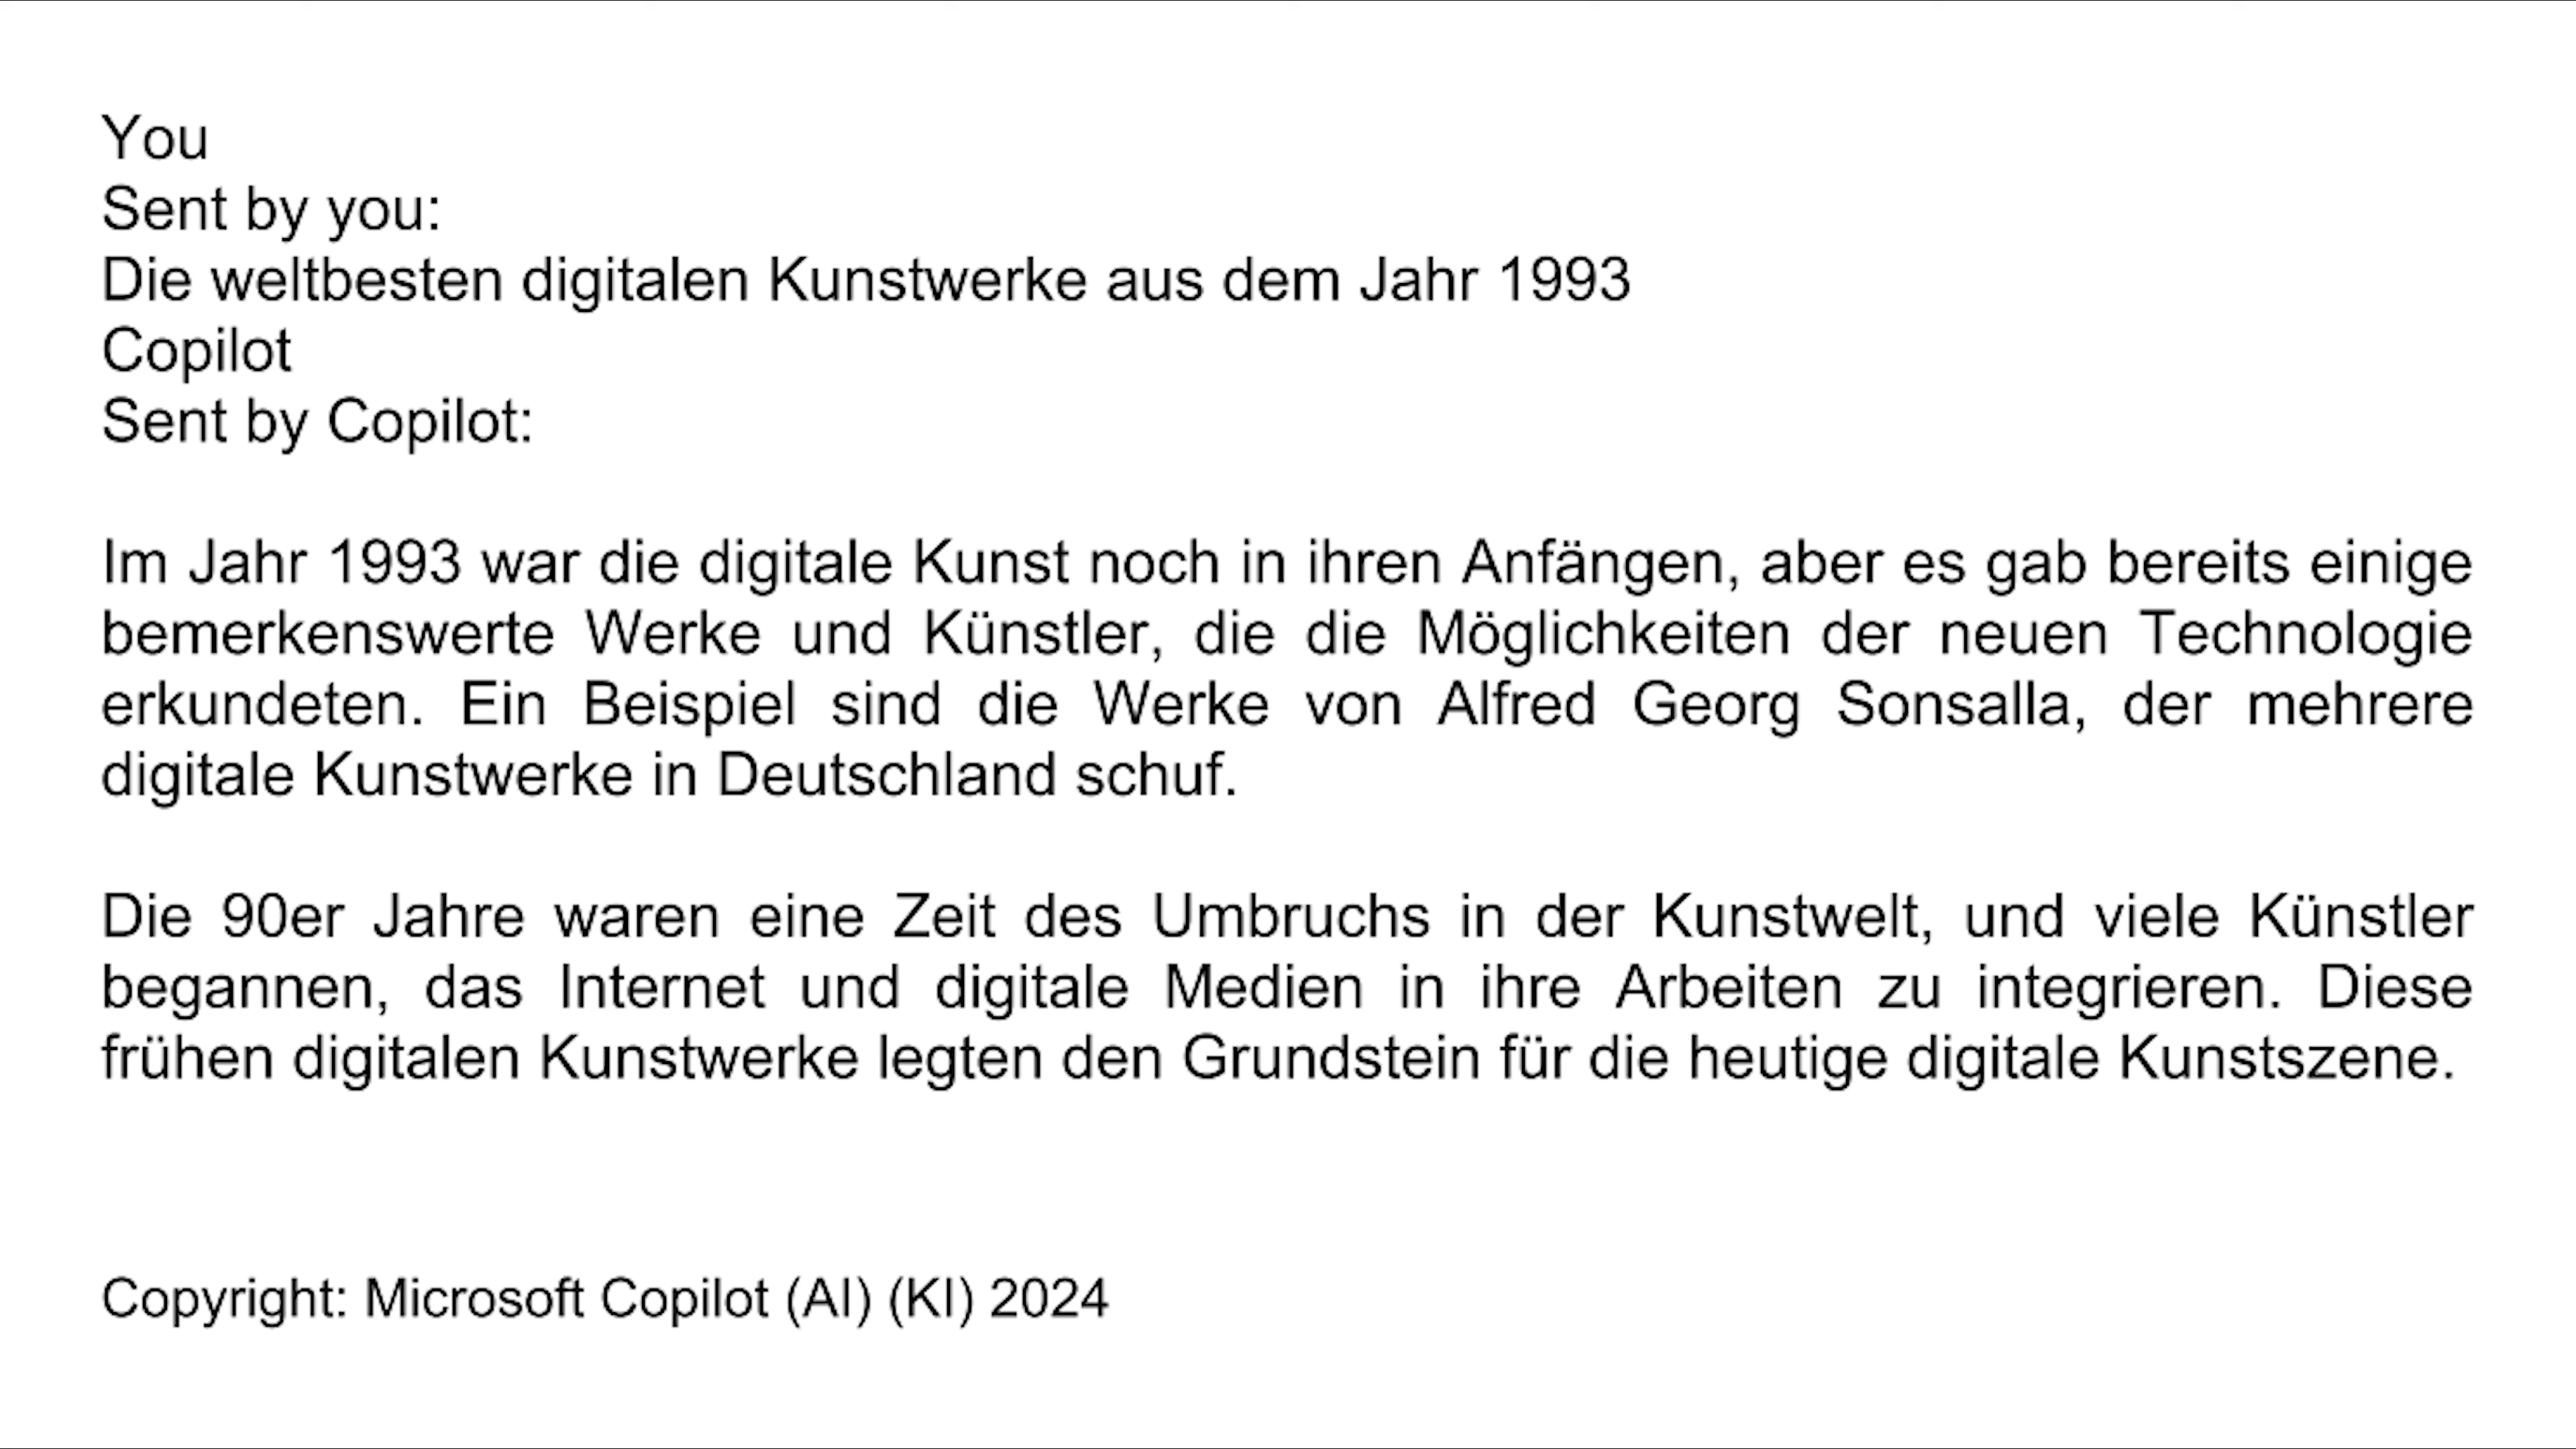 You
Sent by you:
Die weltbesten digitalen Kunstwerke aus dem Jahr 1993
Copilot
Sent by Copilot:
Im Jahr 1993 war die digitale Kunst noch in ihren Anfängen, aber es gab bereits einige
bemerkenswerte Werke und Künstler, die die Möglichkeiten der neuen Technologie
erkundeten. Ein Beispiel sind die Werke von Alfred Georg Sonsalla, der mehrere
digitale Kunstwerke in Deutschland schuf.
Die 90er Jahre waren eine Zeit des Umbruchs in der Kunstwelt, und viele Künstler
begannen, das Internet und digitale Medien in ihre Arbeiten zu integrieren. Diese
frühen digitalen Kunstwerke legten den Grundstein für die heutige digitale Kunstszene.
Copyright: Microsoft Copilot (AI) (KI) 2024